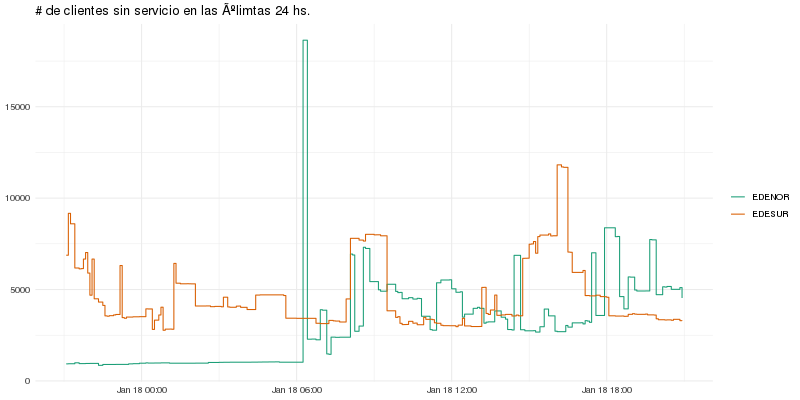 # de clientes sin servicio en las Ãºlimtas 24 hs.
15000
10000
5000
0
Jan 18 00:00
Jan 18 06:00
Jan 18 12:00
Jan 18 18:00
EDENOR
EDESUR